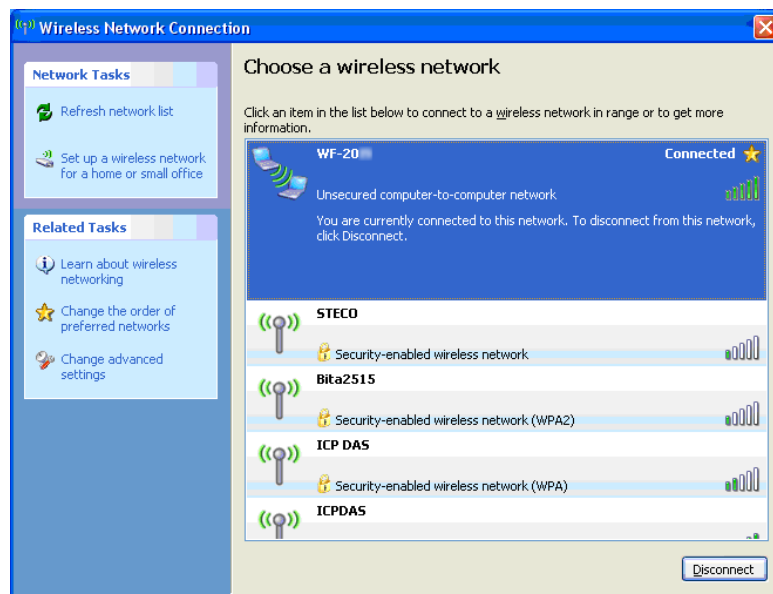 Wireless Network Connection
Network Tasks
Refresh network list
Set up a wireless network
for a home or small office
Related Tasks
Learn about wireless
networking
Change the order of
preferred networks
Change advanced
settings
Choose a wireless network
Click an item in the list below to connect to a wireless network in range or to get more
information.
WF-20
Connected
Unsecured computer-to-computer network
You are currently connected to this network. To disconnect from this network,
click Disconnect.
STECO
Security-enabled wireless network
Bita2515
Security-enabled wireless network (WPA2)
ICP DAS
Security-enabled wireless network (WPA)
ICPDAS
Disconnect